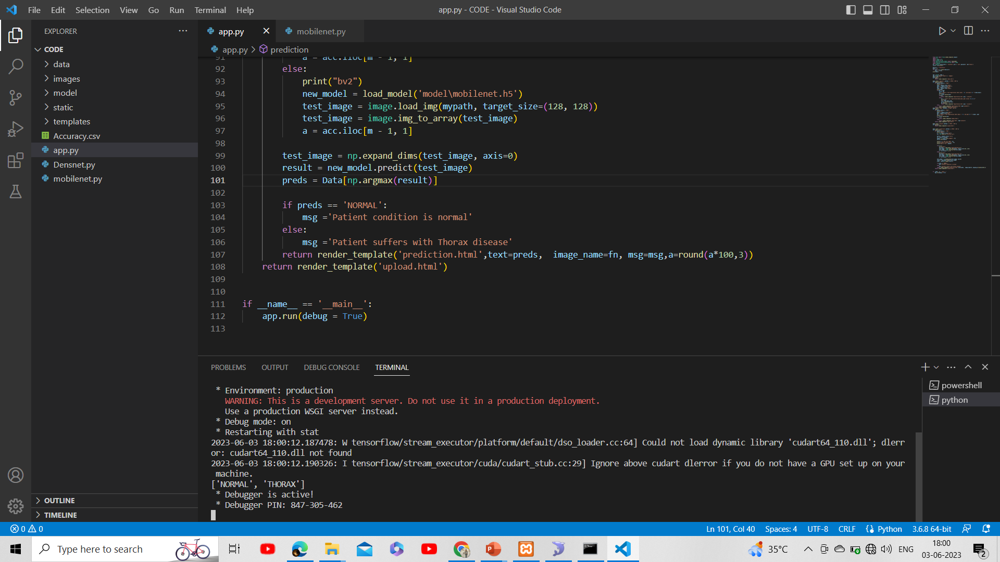 File Edit Selection View Go Run Terminal Help
app.py - CODE - Visual Studio Code
EXPLORER
CODE
data
images
model
static
templates
Accuracy.csv
app.py
Densnet.py
mobilenet.py
OUTLINE
TIMELINE
app.py
mobilenet.py
app.py > prediction
91 a = acc.iloc[m - 1, 1]
92 else:
93 print("bv2")
94 new_model = load_model('model\mobilenet.h5')
95 test_image = image.load_img(mypath, target_size=(128, 128))
96 test_image = image.img_to_array(test_image)
97 a = acc.iloc[m - 1, 1]
98
99 test_image = np.expand_dims(test_image, axis=0)
100 result = new_model.predict(test_image)
101 preds = Data[np.argmax(result)]
102
103 if preds == 'NORMAL':
104 msg ='Patient condition is normal'
105 else:
106 msg ='Patient suffers with Thorax disease'
107 return render_template('prediction.html',text=preds,  image_name=fn, msg=msg,a=round(a*100,3))
108 return render_template('upload.html')
109
110
111 if __name__ == '__main__':
112 app.run(debug = True)
113
PROBLEMS OUTPUT DEBUG CONSOLE TERMINAL
* Environment: production
WARNING: This is a development server. Do not use it in a production deployment.
Use a production WSGI server instead.
* Debug mode: on
* Restarting with stat
2023-06-03 18:00:12.187478: W tensorflow/stream_executor/platform/default/dso_loader.cc:64] Could not load dynamic library 'cudart64_110.dll'; dlerr
or: cudart64_110.dll not found
2023-06-03 18:00:12.190326: I tensorflow/stream_executor/cuda/cudart_stub.cc:29] Ignore above cudart dlerror if you do not have a GPU set up on your
machine.
['NORMAL', 'THORAX']
* Debugger is active!
* Debugger PIN: 847-305-462
powershell
python
0 0
Ln 101, Col 40 Spaces: 4 UTF-8 CRLF Python 3.6.8 64-bit
Type here to search
35°C
ENG
18:00
03-06-2023
2